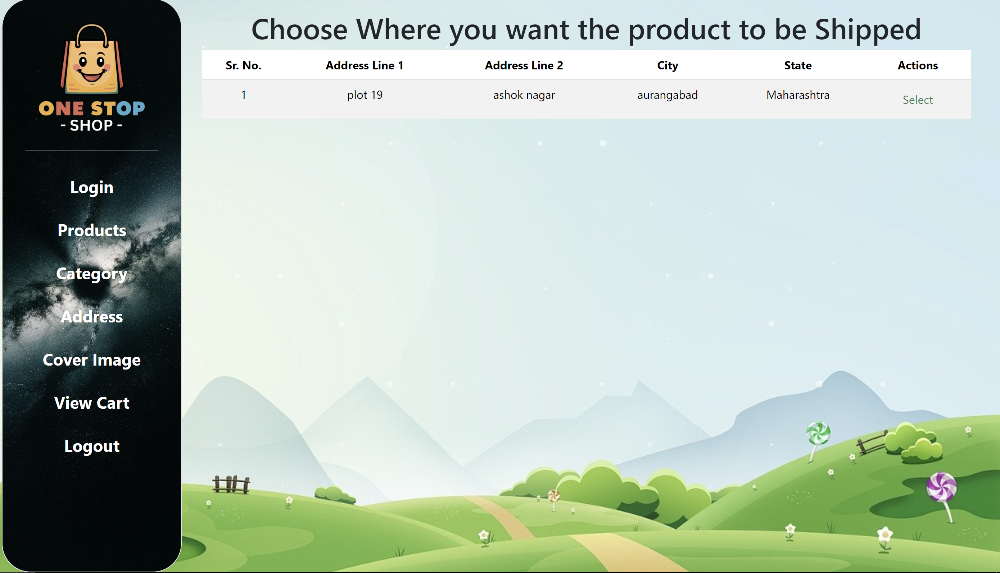 ONE STOP
- SHOP -
Login
Products
Category
Address
Cover Image
View Cart
Logout
Choose Where you want the product to be Shipped
Sr. No. Address Line 1 Address Line 2 City State Actions
1 plot 19 ashok nagar aurangabad Maharashtra Select